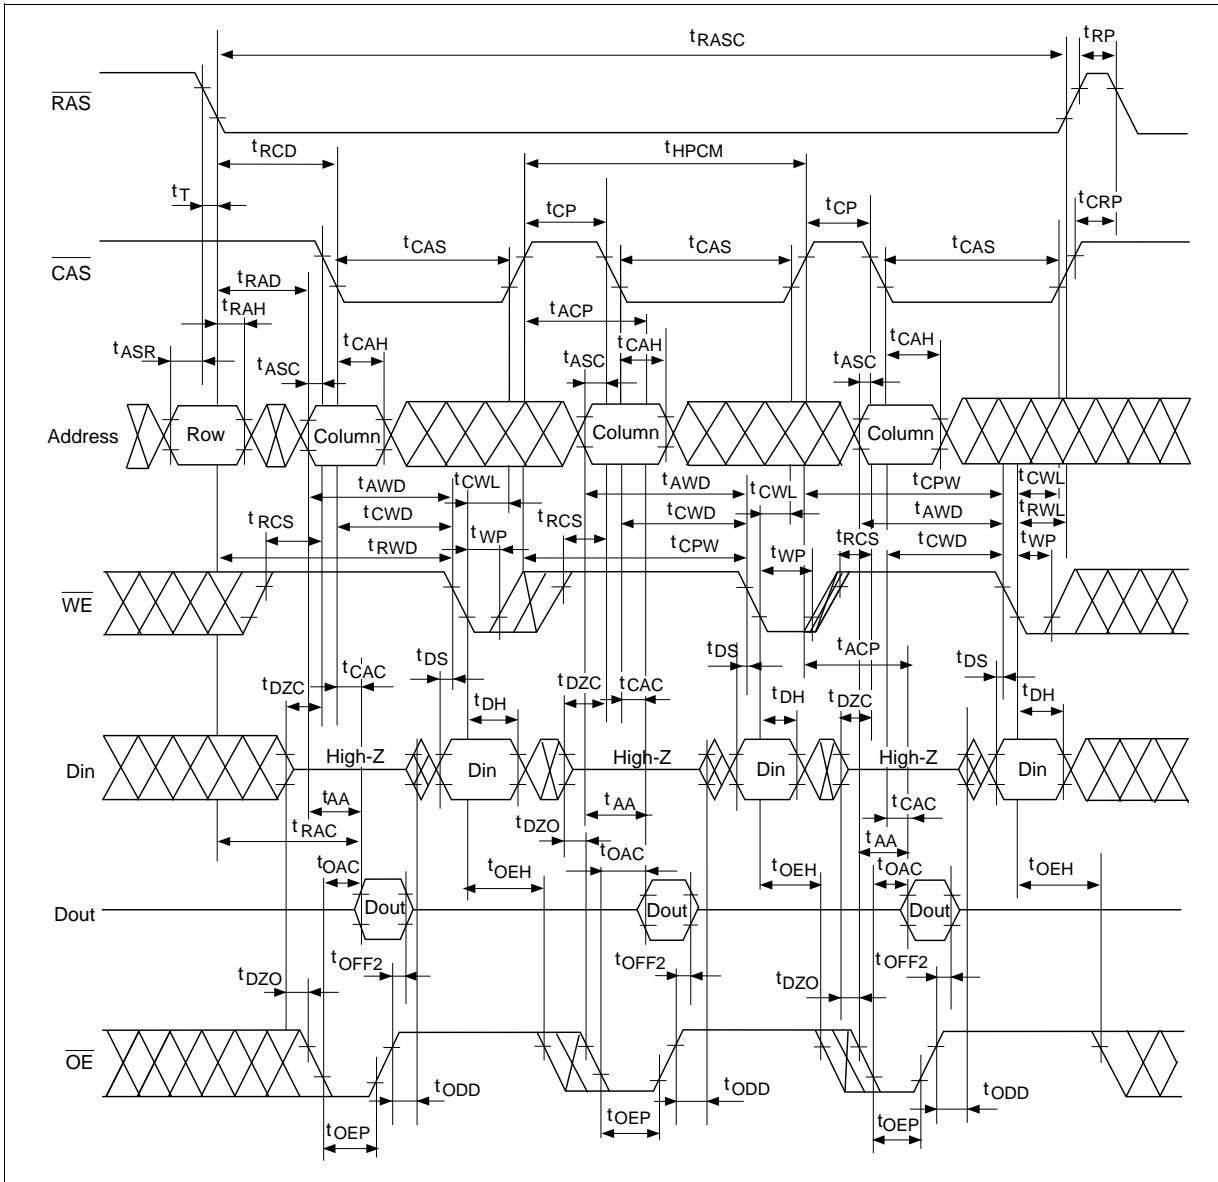 tRASC
tRP
RAS
tRCD
tHPCM
tT
tCP
tCP
tCRP
CAS
tCAS
tCAS
tCAS
tRAD
tRAH
tACP
tASR
tASC
tCAH
tASC
tCAH
tASC
tCAH
Address
Row
Column
Column
Column
tAWD
tCWL
tAWD
tCWL
tCPW
tCWL
tRCS
tCWD
tRCS
tCWD
tAWD
tRWL
tRWD
tWP
tCPW
tWP
tRCS
tCWD
tWP
WE
tDS
tDS
tACP
tDS
tDZC
tCAC
tDZC
tCAC
tDZC
tDH
tDH
tDH
Din
High-Z
Din
High-Z
Din
High-Z
Din
tAA
tAA
tCAC
tRAC
tDZO
tAA
tOAC
tOEH
tOAC
tOEH
tOAC
tOEH
Dout
Dout
Dout
Dout
tDZO
tOFF2
tOFF2
tDZO
tOFF2
OE
tODD
tODD
tODD
tOEP
tOEP
tOEP